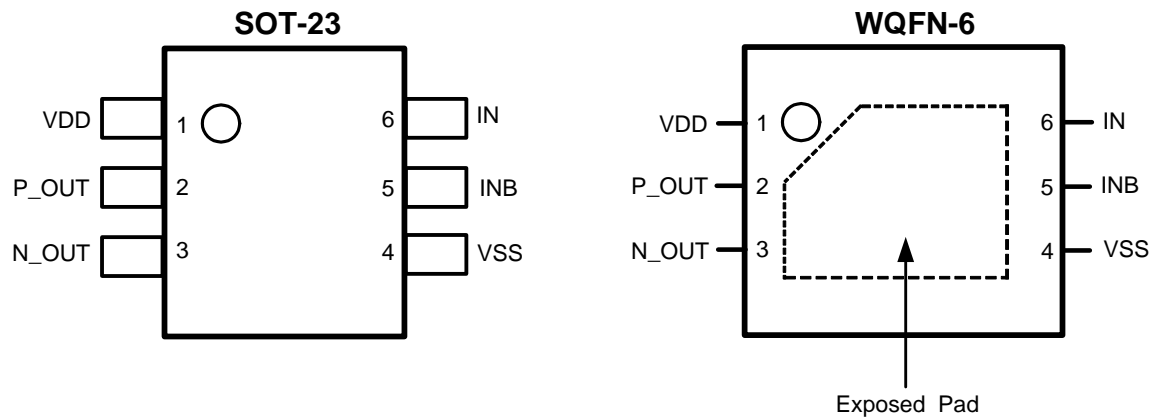 SOT-23
VDD 1 6 IN
P_OUT 2 5 INB
N_OUT 3 4 VSS
WQFN-6
VDD 1 6 IN
P_OUT 2 5 INB
N_OUT 3 4 VSS
Exposed Pad